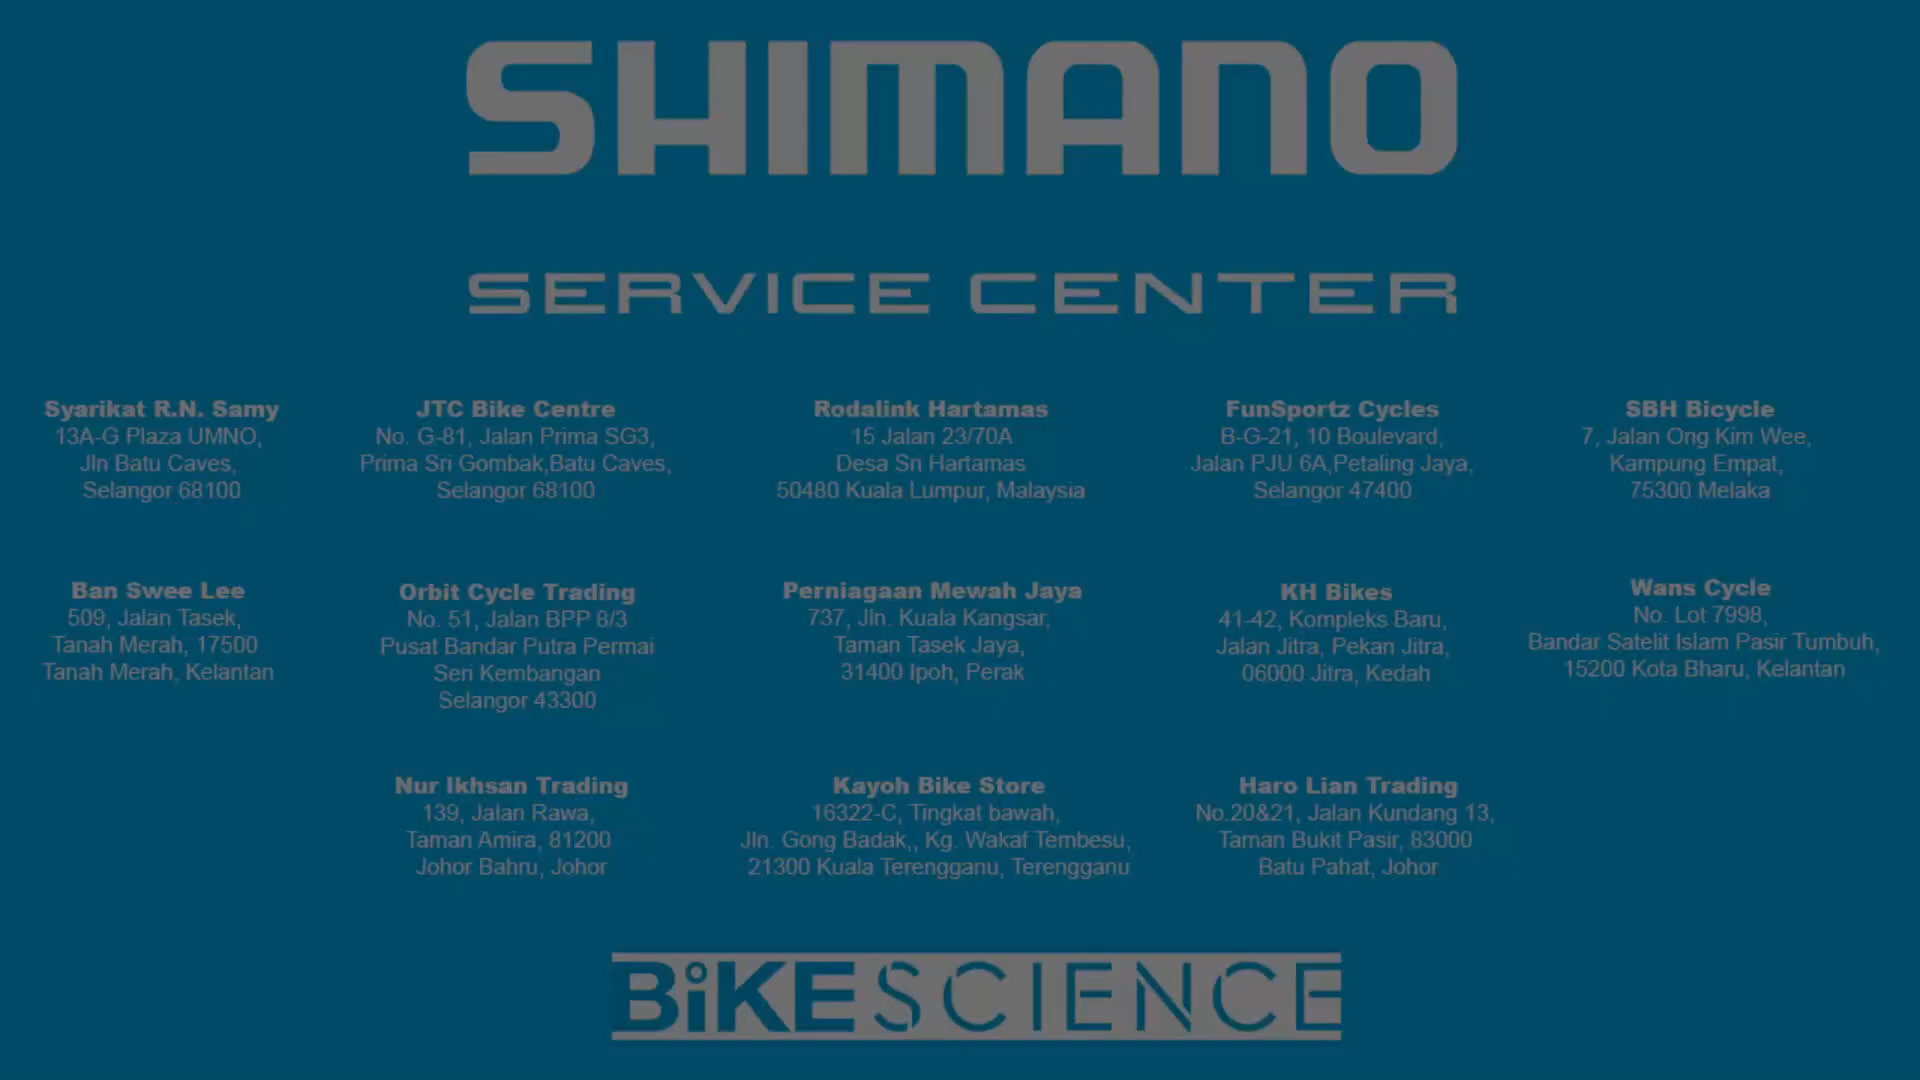 SHIMANO
SERVICE CENTER
Syarikat R.N. Samy
13A-G Plaza UMNO,
Jln Batu Caves,
Selangor 68100
JTC Bike Centre
No. G-81, Jalan Prima SG3,
Prima Sri Gombak,Batu Caves,
Selangor 68100
Rodalink Hartamas
15 Jalan 23/70A
Desa Sri Hartamas
50480 Kuala Lumpur, Malaysia
FunSportz Cycles
B-G-21, 10 Boulevard,
Jalan PJU 6A,Petaling Jaya,
Selangor 47400
SBH Bicycle
7, Jalan Ong Kim Wee,
Kampung Empat,
75300 Melaka
Ban Swee Lee
509, Jalan Tasek,
Tanah Merah, 17500
Tanah Merah, Kelantan
Orbit Cycle Trading
No. 51, Jalan BPP 8/3
Pusat Bandar Putra Permai
Seri Kembangan
Selangor 43300
Perniagaan Mewah Jaya
737, Jln. Kuala Kangsar,
Taman Tasek Jaya,
31400 Ipoh, Perak
KH Bikes
41-42, Kompleks Baru,
Jalan Jitra, Pekan Jitra,
06000 Jitra, Kedah
Wans Cycle
No. Lot 7998,
Bandar Satelit Islam Pasir Tumbuh,
15200 Kota Bharu, Kelantan
Nur Ikhsan Trading
139, Jalan Rawa,
Taman Amira, 81200
Johor Bahru, Johor
Kayoh Bike Store
16322-C, Tingkat bawah,
Jln. Gong Badak,, Kg. Wakaf Tembesu,
21300 Kuala Terengganu, Terengganu
Haro Lian Trading
No.20&21, Jalan Kundang 13,
Taman Bukit Pasir, 83000
Batu Pahat, Johor
BiKESCIENCE